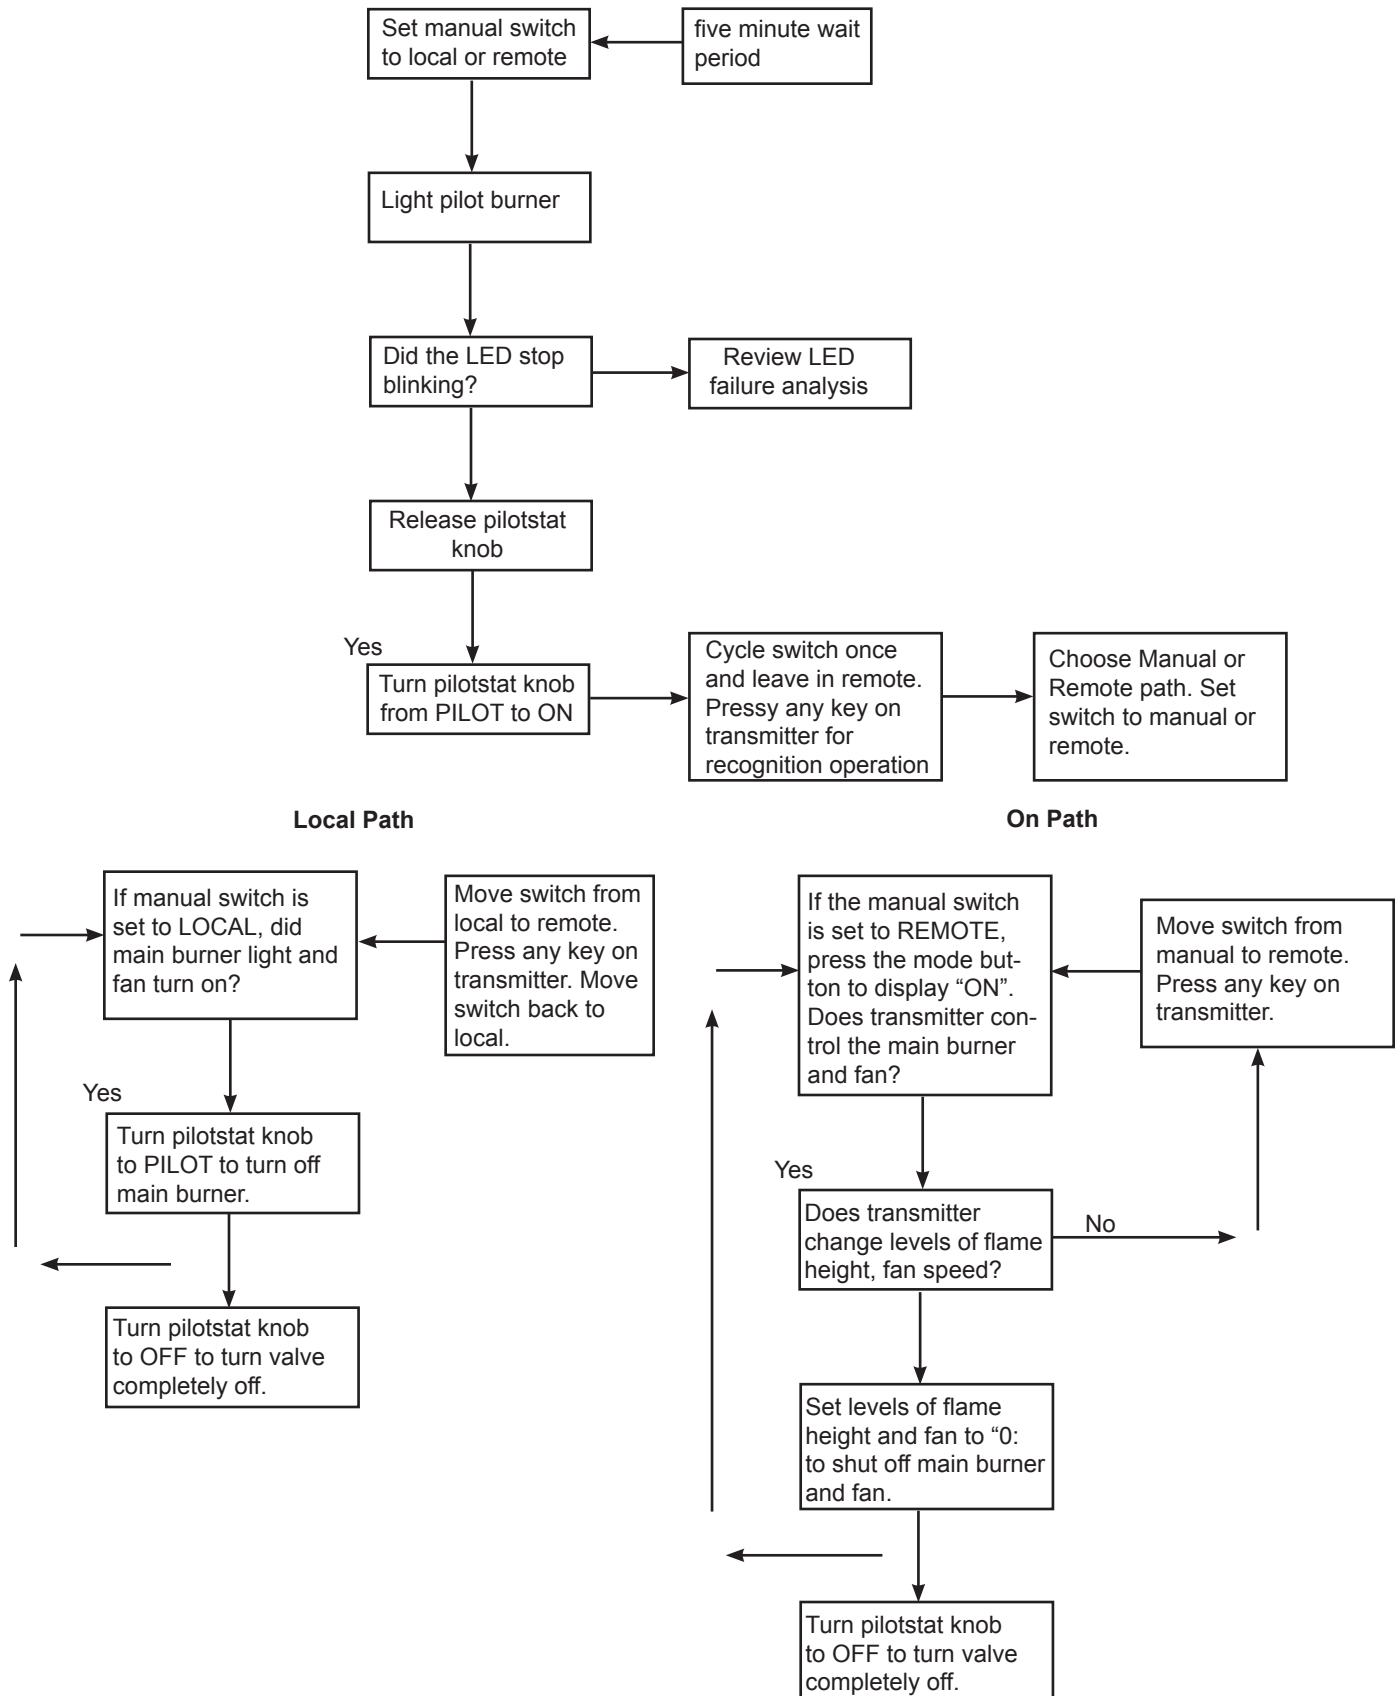 Set manual switch
to local or remote
five minute wait
period
Light pilot burner
Did the LED stop
blinking?
Review LED
failure analysis
Release pilotstat
knob
Yes
Turn pilotstat knob
from PILOT to ON
Cycle switch once
and leave in remote.
Pressy any key on
transmitter for
recognition operation
Choose Manual or
Remote path. Set
switch to manual or
remote.
Local Path
If manual switch is
set to LOCAL, did
main burner light and
fan turn on?
Move switch from
local to remote.
Press any key on
transmitter. Move
switch back to
local.
Yes
Turn pilotstat knob
to PILOT to turn off
main burner.
Turn pilotstat knob
to OFF to turn valve
completely off.
On Path
If the manual switch
is set to REMOTE,
press the mode but-
ton to display “ON”.
Does transmitter con-
trol the main burner
and fan?
Move switch from
manual to remote.
Press any key on
transmitter.
Yes
Does transmitter
change levels of flame
height, fan speed?
No
Set levels of flame
height and fan to “0:
to shut off main burner
and fan.
Turn pilotstat knob
to OFF to turn valve
completely off.